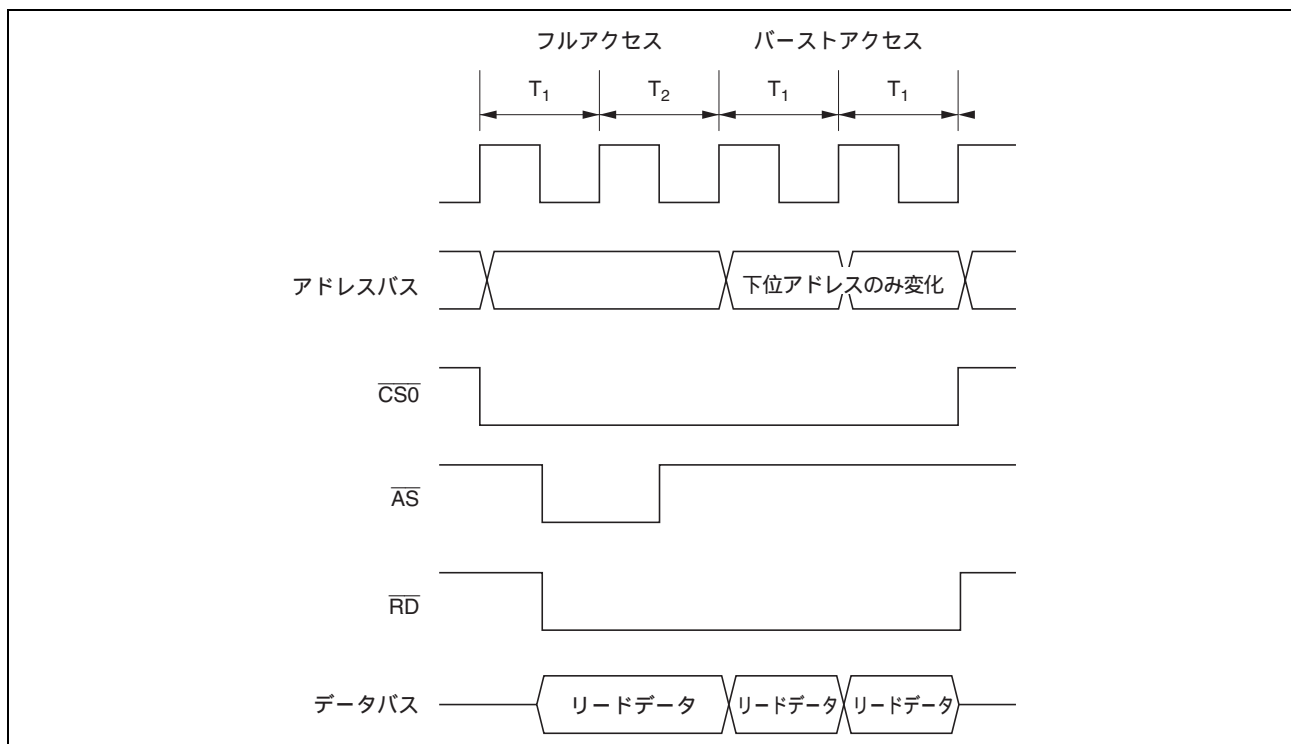 フルアクセス バーストアクセス
T₁ T₂ T₁ T₁
アドレスバス 下位アドレスのみ変化
C̅S̅0̅
A̅S̅
R̅D̅
データバス リードデータ リードデータ リードデータ